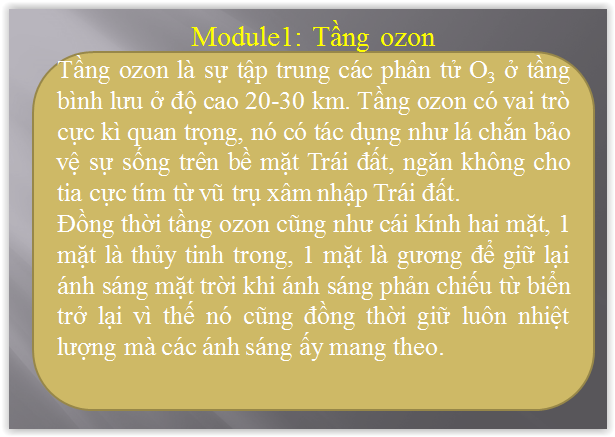 Module1: Tầng ozon
Tầng ozon là sự tập trung các phân tử O₃ ở tầng
bình lưu ở độ cao 20-30 km. Tầng ozon có vai trò
cực kì quan trọng, nó có tác dụng như lá chắn bảo
vệ sự sống trên bề mặt Trái đất, ngăn không cho
tia cực tím từ vũ trụ xâm nhập Trái đất.
Đồng thời tầng ozon cũng như cái kính hai mặt, 1
mặt là thủy tinh trong, 1 mặt là gương để giữ lại
ánh sáng mặt trời khi ánh sáng phản chiếu từ biển
trở lại vì thế nó cũng đồng thời giữ luôn nhiệt
lượng mà các ánh sáng ấy mang theo.